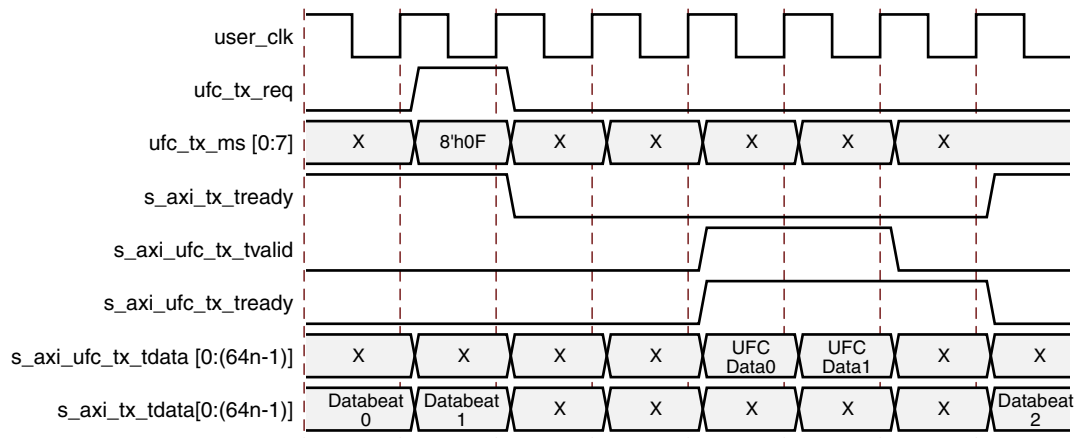 user_clk
ufc_tx_req
ufc_tx_ms [0:7] X 8'h0F X X X X X
s_axi_tx_tready
s_axi_ufc_tx_tvalid
s_axi_ufc_tx_tready
s_axi_ufc_tx_tdata [0:(64n-1)] X X X X UFC Data0 UFC Data1 X X
s_axi_tx_tdata[0:(64n-1)] Databeat 0 Databeat 1 X X X X X Databeat 2